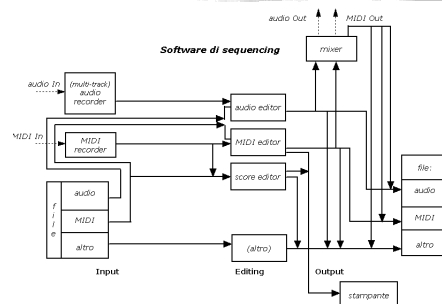 audio Out
MIDI Out
Software di sequencing
mixer
audio In
(multi-track)
audio
recorder
audio editor
MIDI In
MIDI
recorder
MIDI editor
score editor
file:
audio
MIDI
altro
file
audio
MIDI
altro
(altro)
Input
Editing
Output
stampante